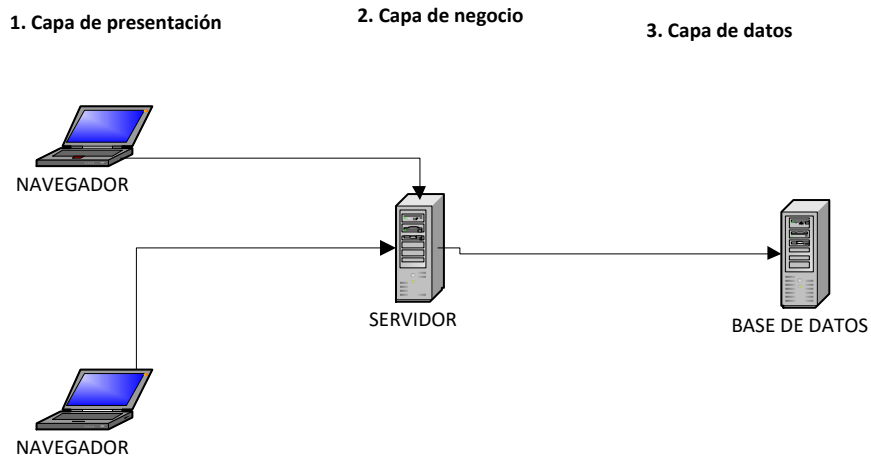 1. Capa de presentación
2. Capa de negocio
3. Capa de datos
NAVEGADOR
SERVIDOR
BASE DE DATOS
NAVEGADOR